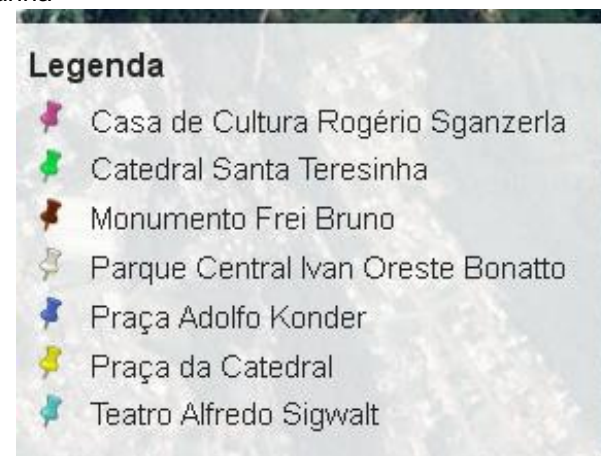 Legenda
Casa de Cultura Rogério Sganzerla
Catedral Santa Teresinha
Monumento Frei Bruno
Parque Central Ivan Oreste Bonatto
Praça Adolfo Konder
Praça da Catedral
Teatro Alfredo Sigwalt